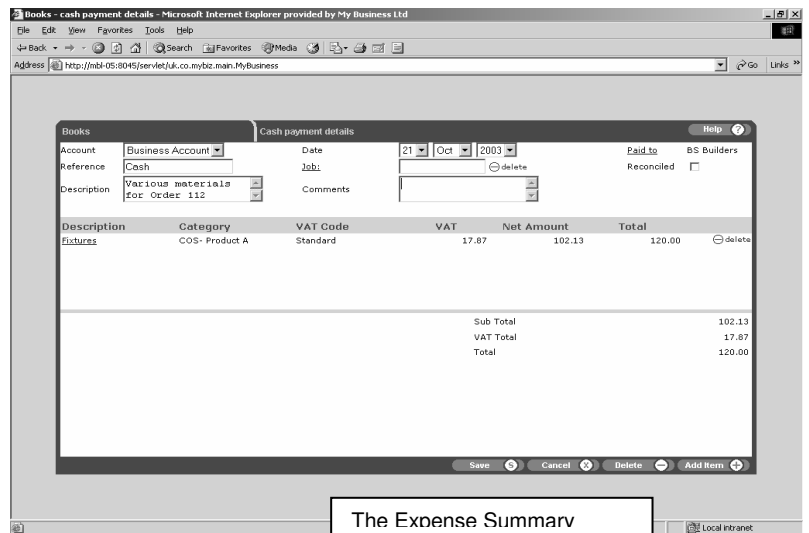 Books - cash payment details - Microsoft Internet Explorer provided by My Business Ltd
File Edit View Favorites Tools Help
Back Search Favorites Media
Address http://mbl-05:8045/servlet/uk.co.mybiz.main.MyBusiness Go Links »
Books Cash payment details Help ?
Account Business Account Date 21 Oct 2003 Paid to BS Builders
Reference Cash Job: delete Reconciled
Description Various materials for Order 112 Comments
Description Category VAT Code VAT Net Amount Total
Fixtures COS- Product A Standard 17.87 102.13 120.00 delete
Sub Total 102.13
VAT Total 17.87
Total 120.00
Save S Cancel X Delete Add Item
The Expense Summary
Local intranet